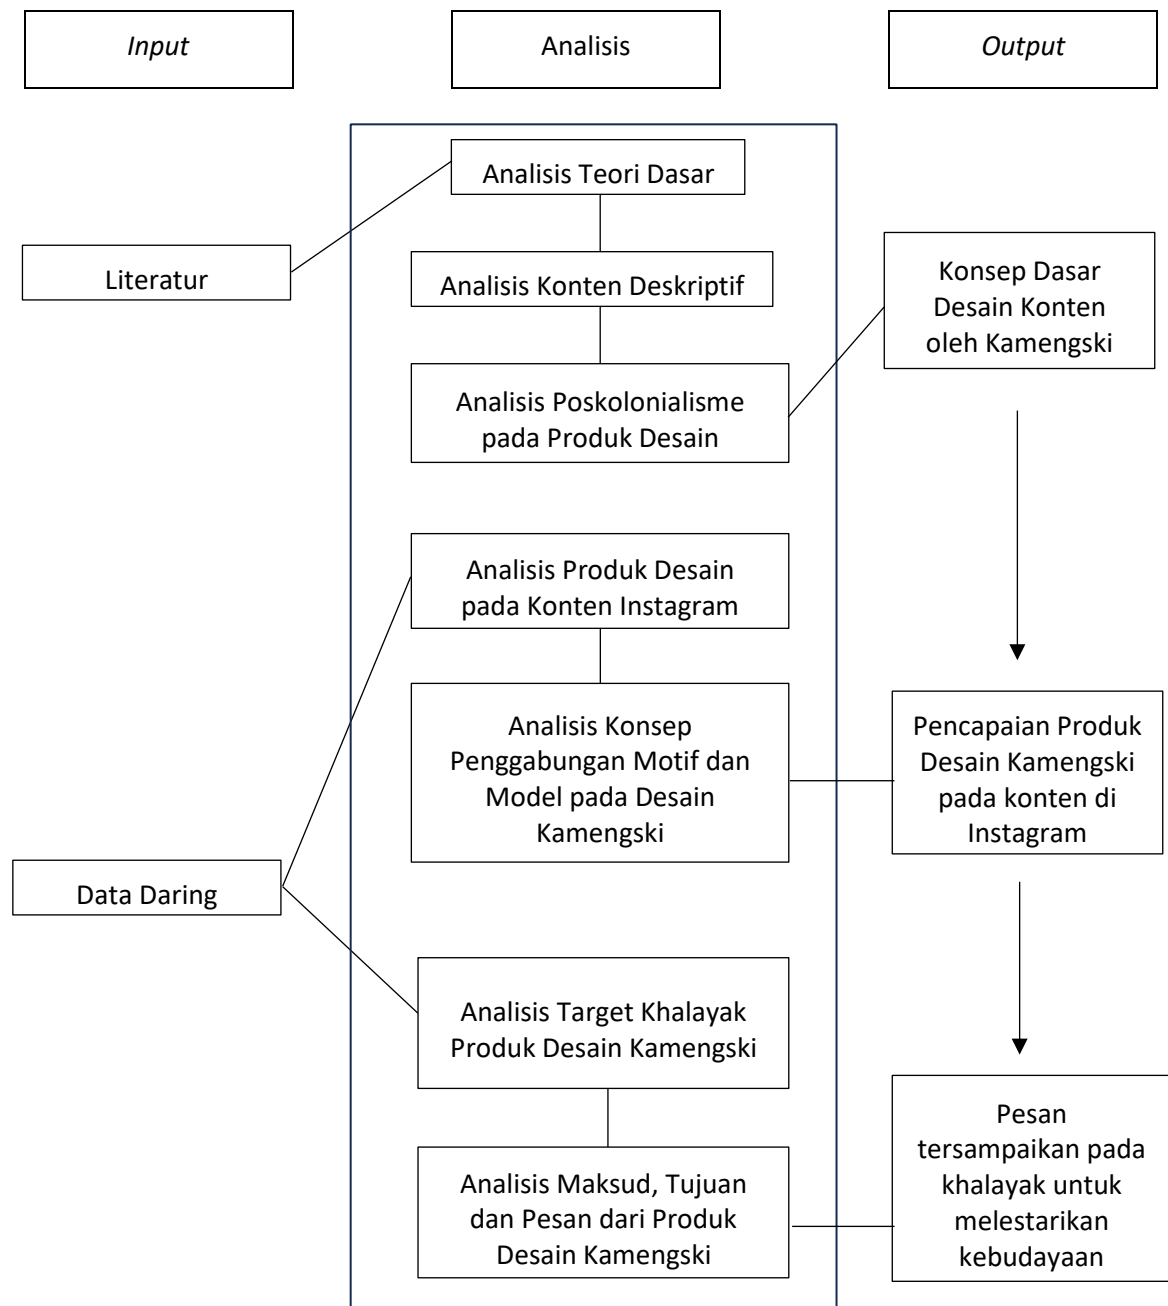 Input
Analisis
Output
Analisis Teori Dasar
Literatur
Analisis Konten Deskriptif
Konsep Dasar
Desain Konten
oleh Kamengski
Analisis Poskolonialisme
pada Produk Desain
Analisis Produk Desain
pada Konten Instagram
Analisis Konsep
Penggabungan Motif dan
Model pada Desain
Kamengski
Pencapaian Produk
Desain Kamengski
pada konten di
Instagram
Data Daring
Analisis Target Khalayak
Produk Desain Kamengski
Analisis Maksud, Tujuan
dan Pesan dari Produk
Desain Kamengski
Pesan
tersampaikan pada
khalayak untuk
melestarikan
kebudayaan